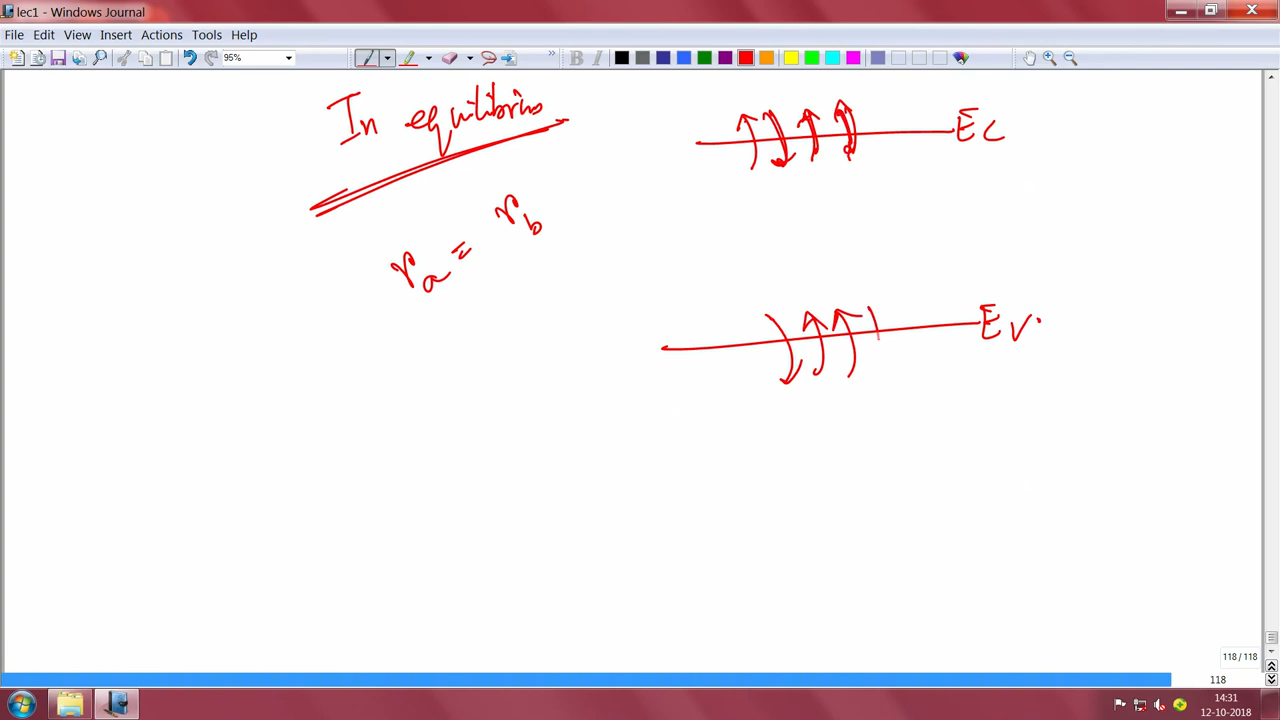 lec1 - Windows Journal
File Edit View Insert Actions Tools Help
95%
B I
In equilibrio
EC
ra = rb
EV
118 / 118
118
14:31
12-10-2018